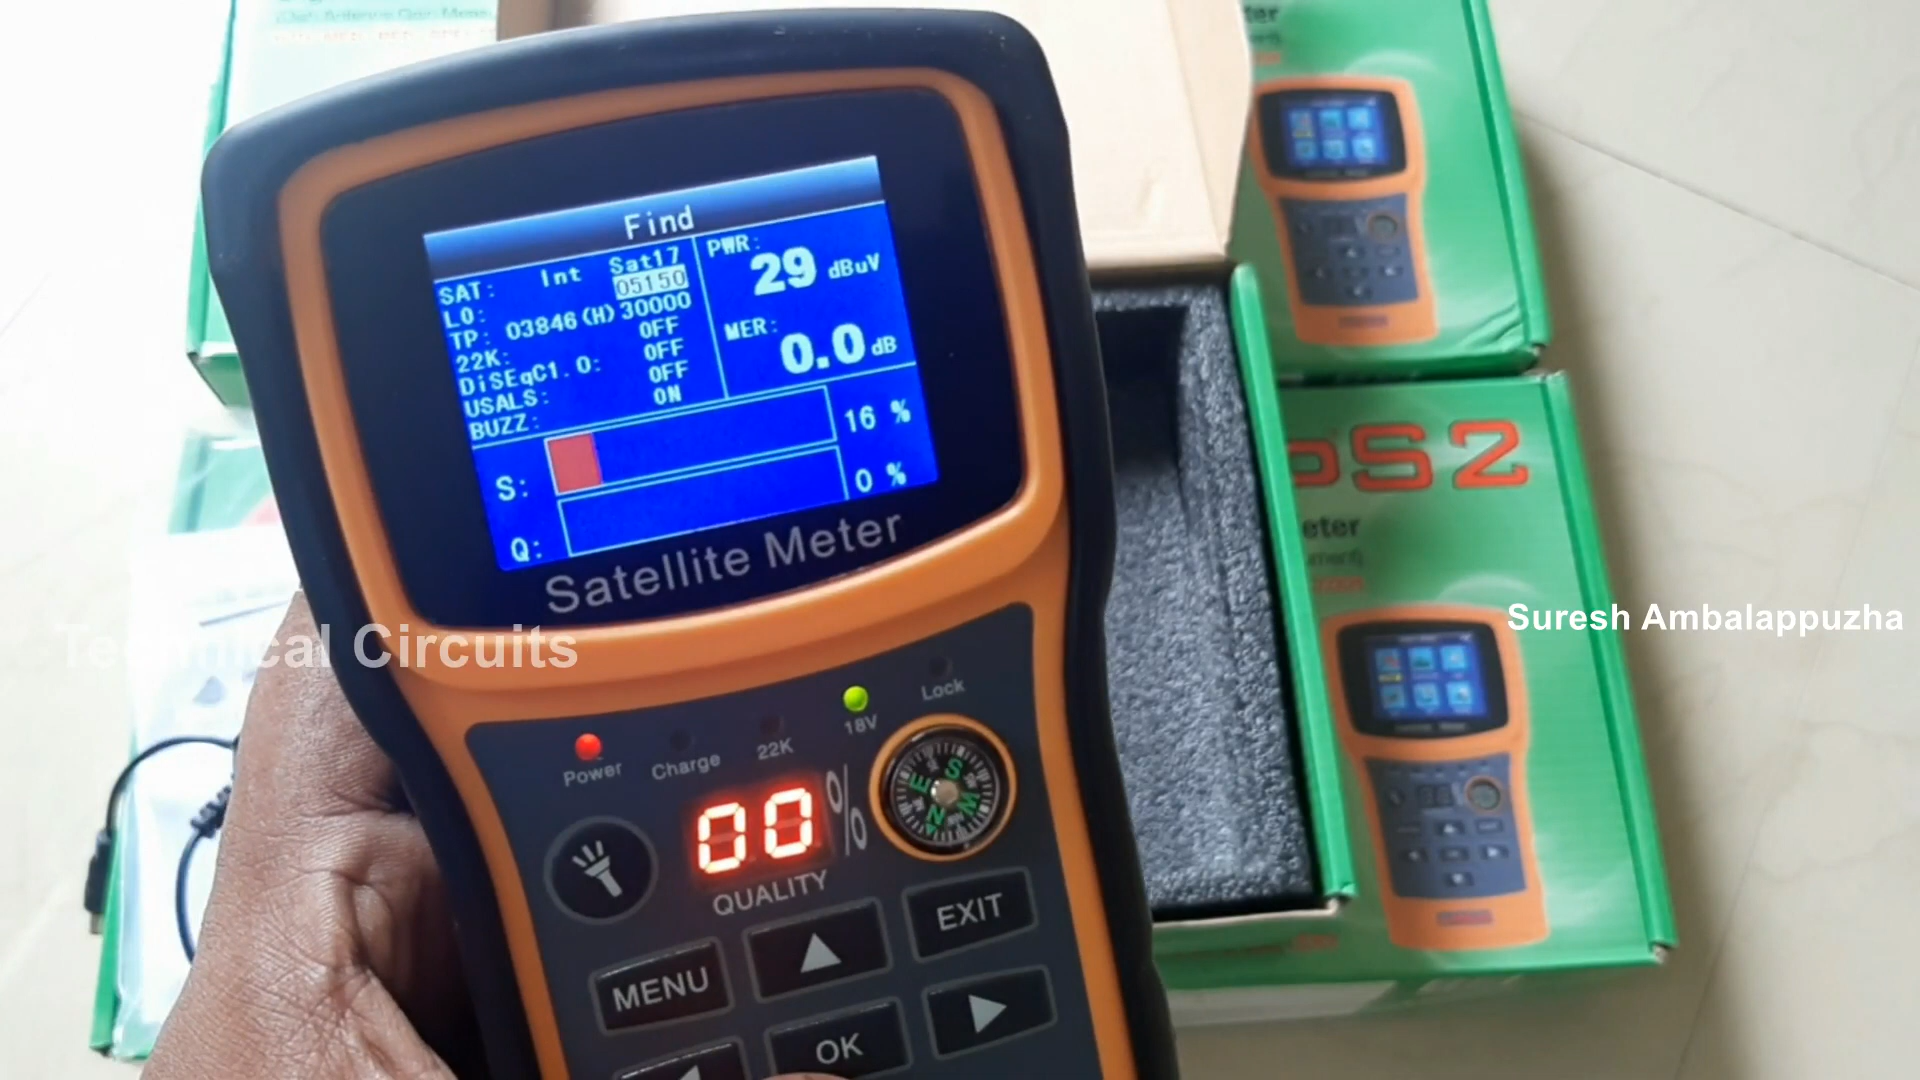 Find
SAT: Int Sat17
LO: 05150
TP: 03846(H)30000
22K: OFF
DiSEqC1.0: OFF
USALS: OFF
BUZZ: ON
PWR:
29 dBuV
MER:
0.0 dB
S: 16 %
Q: 0 %
Satellite Meter
Technical Circuits
Suresh Ambalappuzha
S2
eter
Power
Charge
22K
18V
Lock
00 %
QUALITY
E
S
N
MENU
EXIT
OK